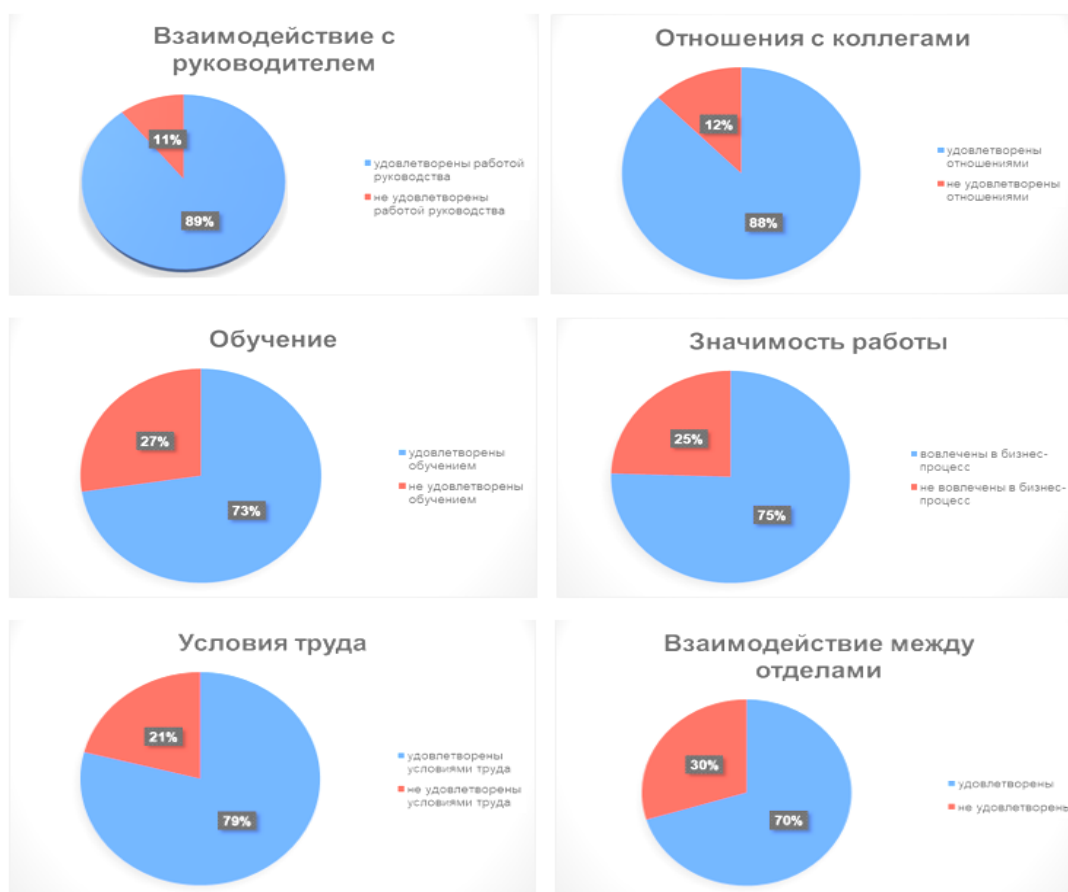 Взаимодействие с
руководителем
11%
89%
удовлетворены работой
руководства
не удовлетворены
работой руководства
Отношения с коллегами
12%
88%
удовлетворены
отношениями
не удовлетворены
отношениями
Обучение
27%
73%
удовлетворены
обучением
не удовлетворены
обучением
Значимость работы
25%
75%
вовлечены в бизнес-
процесс
не вовлечены в бизнес-
процесс
Условия труда
21%
79%
удовлетворены
условиями труда
не удовлетворены
условиями труда
Взаимодействие между
отделами
30%
70%
удовлетворены
не удовлетворены